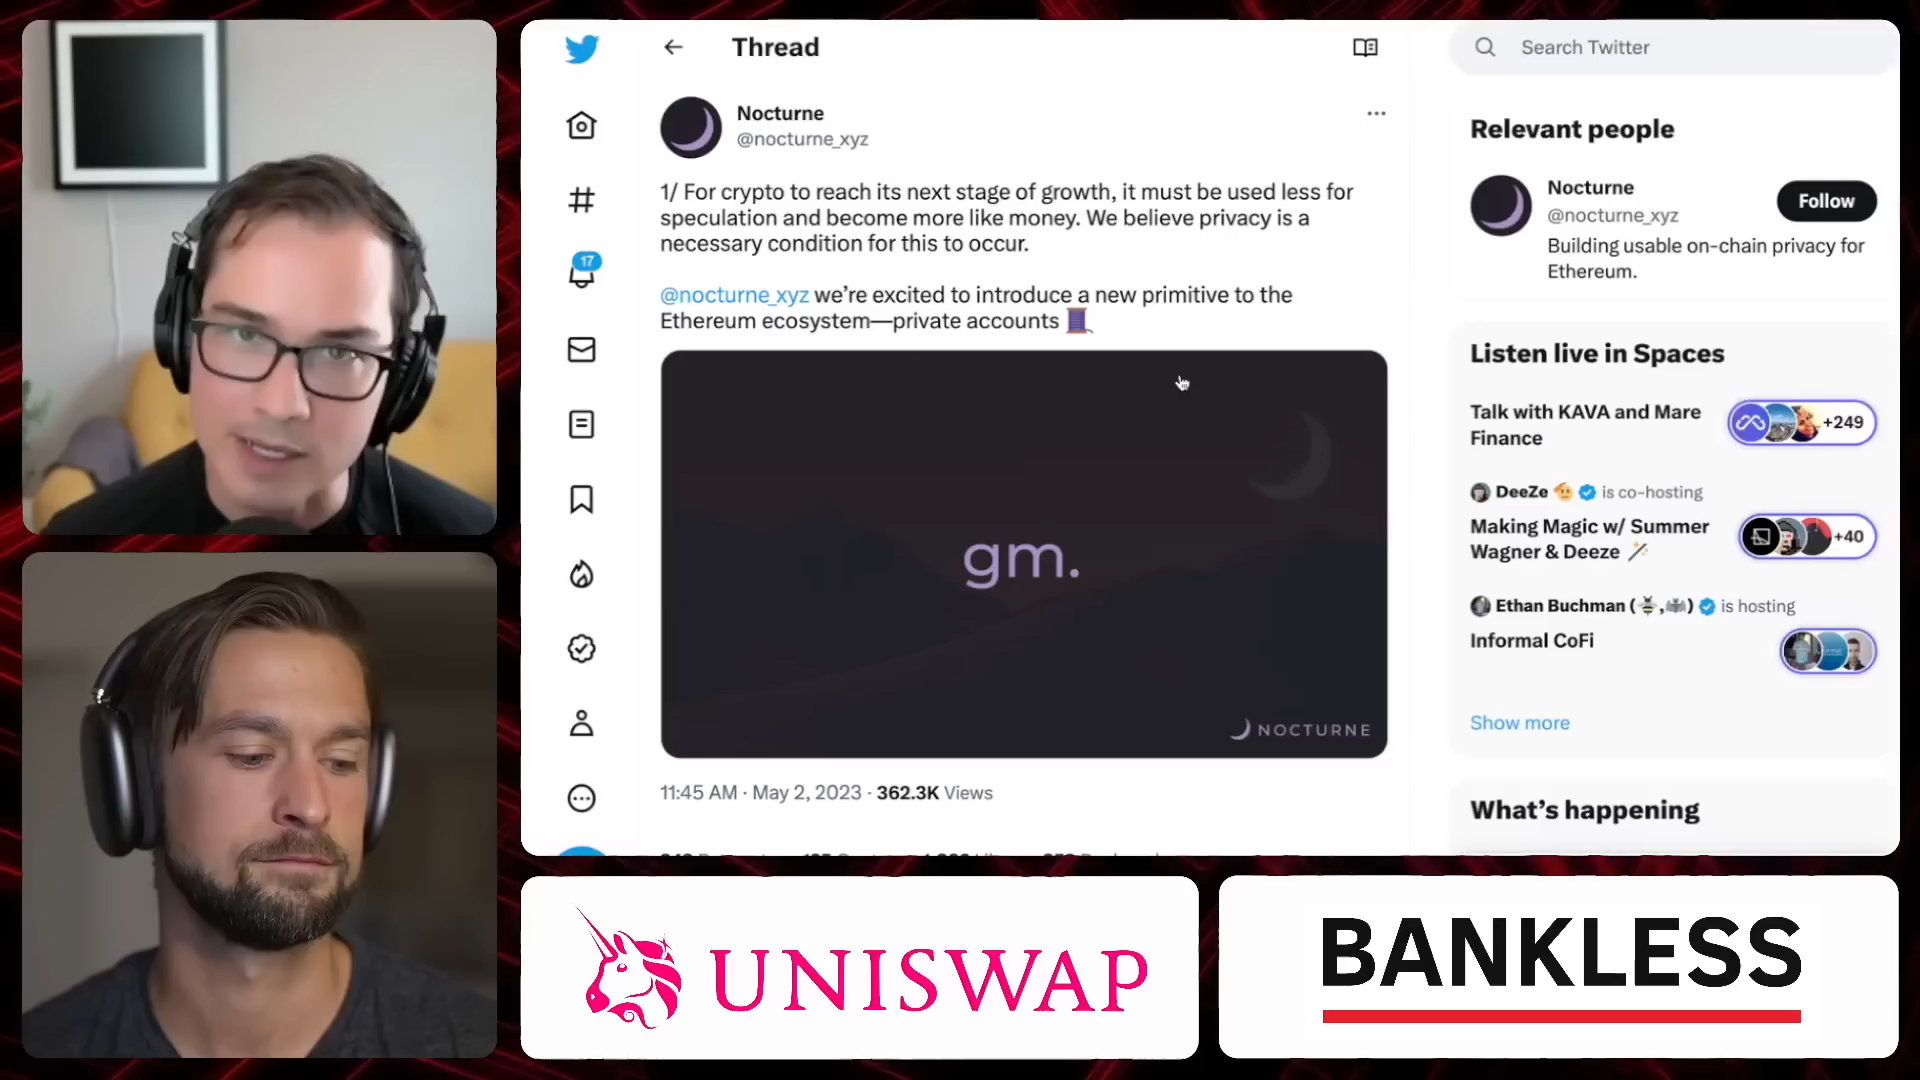 Thread
Search Twitter
Nocturne
@nocturne_xyz
1/ For crypto to reach its next stage of growth, it must be used less for
speculation and become more like money. We believe privacy is a
necessary condition for this to occur.
@nocturne_xyz we're excited to introduce a new primitive to the
Ethereum ecosystem—private accounts
gm.
NOCTURNE
11:45 AM · May 2, 2023 · 362.3K Views
17
Relevant people
Nocturne
@nocturne_xyz
Follow
Building usable on-chain privacy for
Ethereum.
Listen live in Spaces
Talk with KAVA and Mare
Finance
+249
DeeZe is co-hosting
Making Magic w/ Summer
Wagner & Deeze
+40
Ethan Buchman ( , ) is hosting
Informal CoFi
Show more
What's happening
UNISWAP
BANKLESS